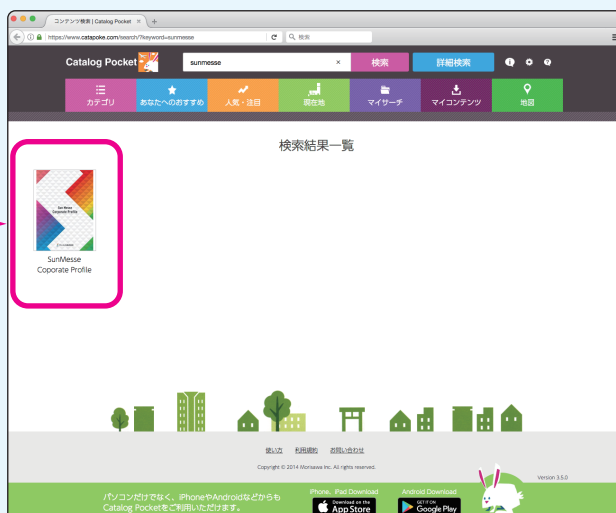 コンテンツ検索 | Catalog Pocket × +
https://www.catapoke.com/search/?keyword=sunmesse C 検索
Catalog Pocket sunmesse × 検索 詳細検索
カテゴリ あなたへのおすすめ 人気・注目 現在地 マイサーチ マイコンテンツ 地図
検索結果一覧
Sun Messe
Corporate Profile
SunMesse
Coporate Profile
使い方 利用規約 お問い合わせ
Copyright © 2014 Morisawa Inc. All rights reserved.
Version 3.5.0
パソコンだけでなく、iPhoneやAndroidなどからも
Catalog Pocketをご利用いただけます。
iPhone, iPad Download Android Download
Download on the GET IT ON
App Store Google Play